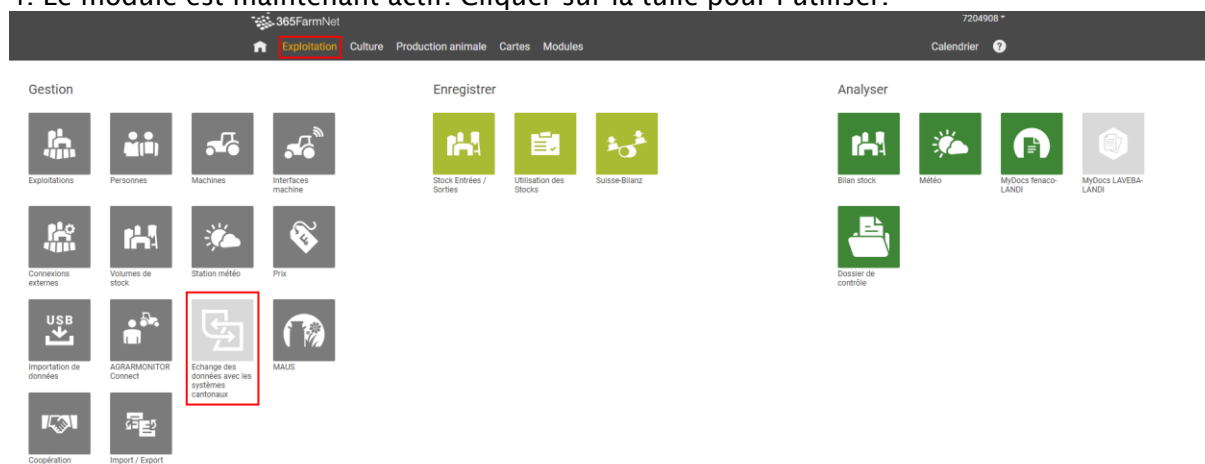 4. Le module est maintenant actif. Cliquer sur la tuile pour l'utiliser.
365FarmNet
7204908
Exploitation Culture Production animale Cartes Modules
Calendrier ?
Gestion
Enregistrer
Analyser
Exploitations
Personnes
Machines
Interfaces
machine
Stock Entrées /
Sorties
Utilisation des
Stocks
Suisse-Bilanz
Bilan stock
Météo
MyDocs fenaco-
LANDI
MyDocs LAVEBA-
LANDI
Connexions
externes
Volumes de
stock
Station météo
Prix
Dossier de
contrôle
USB
Importation de
données
AGRARMONITOR
Connect
Echange des
données avec les
systèmes
cantonaux
MAUS
Coopération
Import / Export